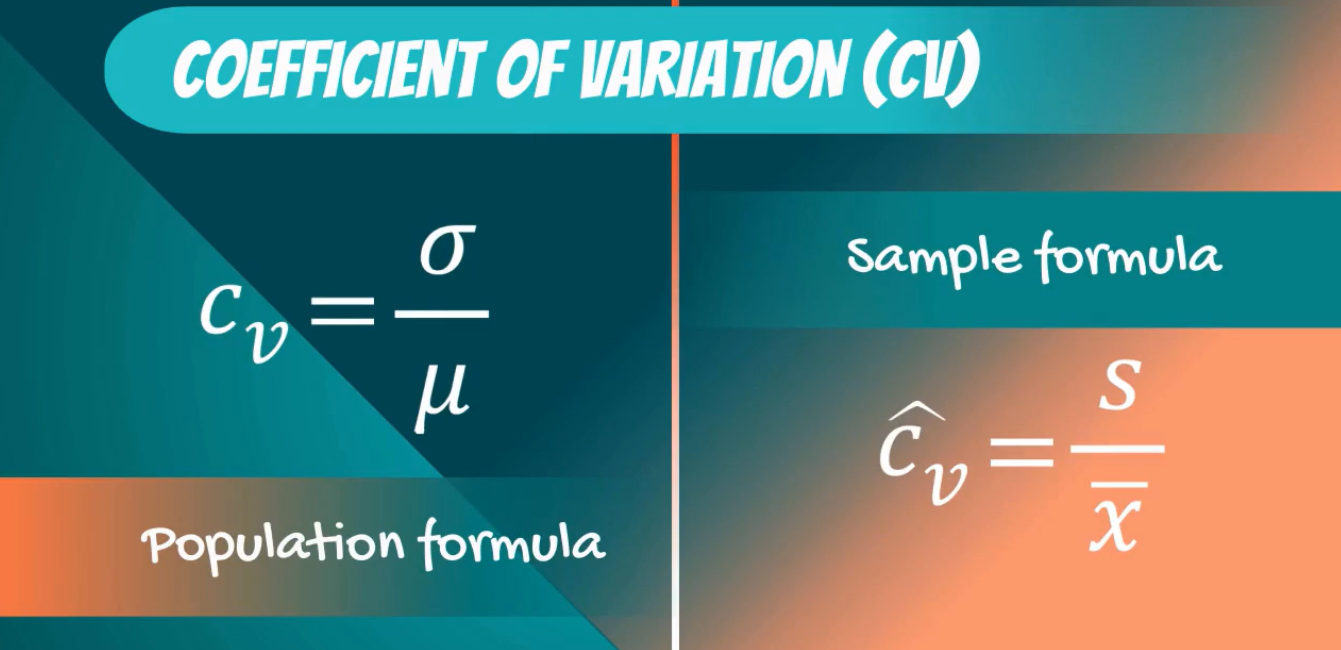 COEFFICIENT OF VARIATION (CV)
c_v = σ / μ
Population formula
Sample formula
ĉ_v = s / x̄